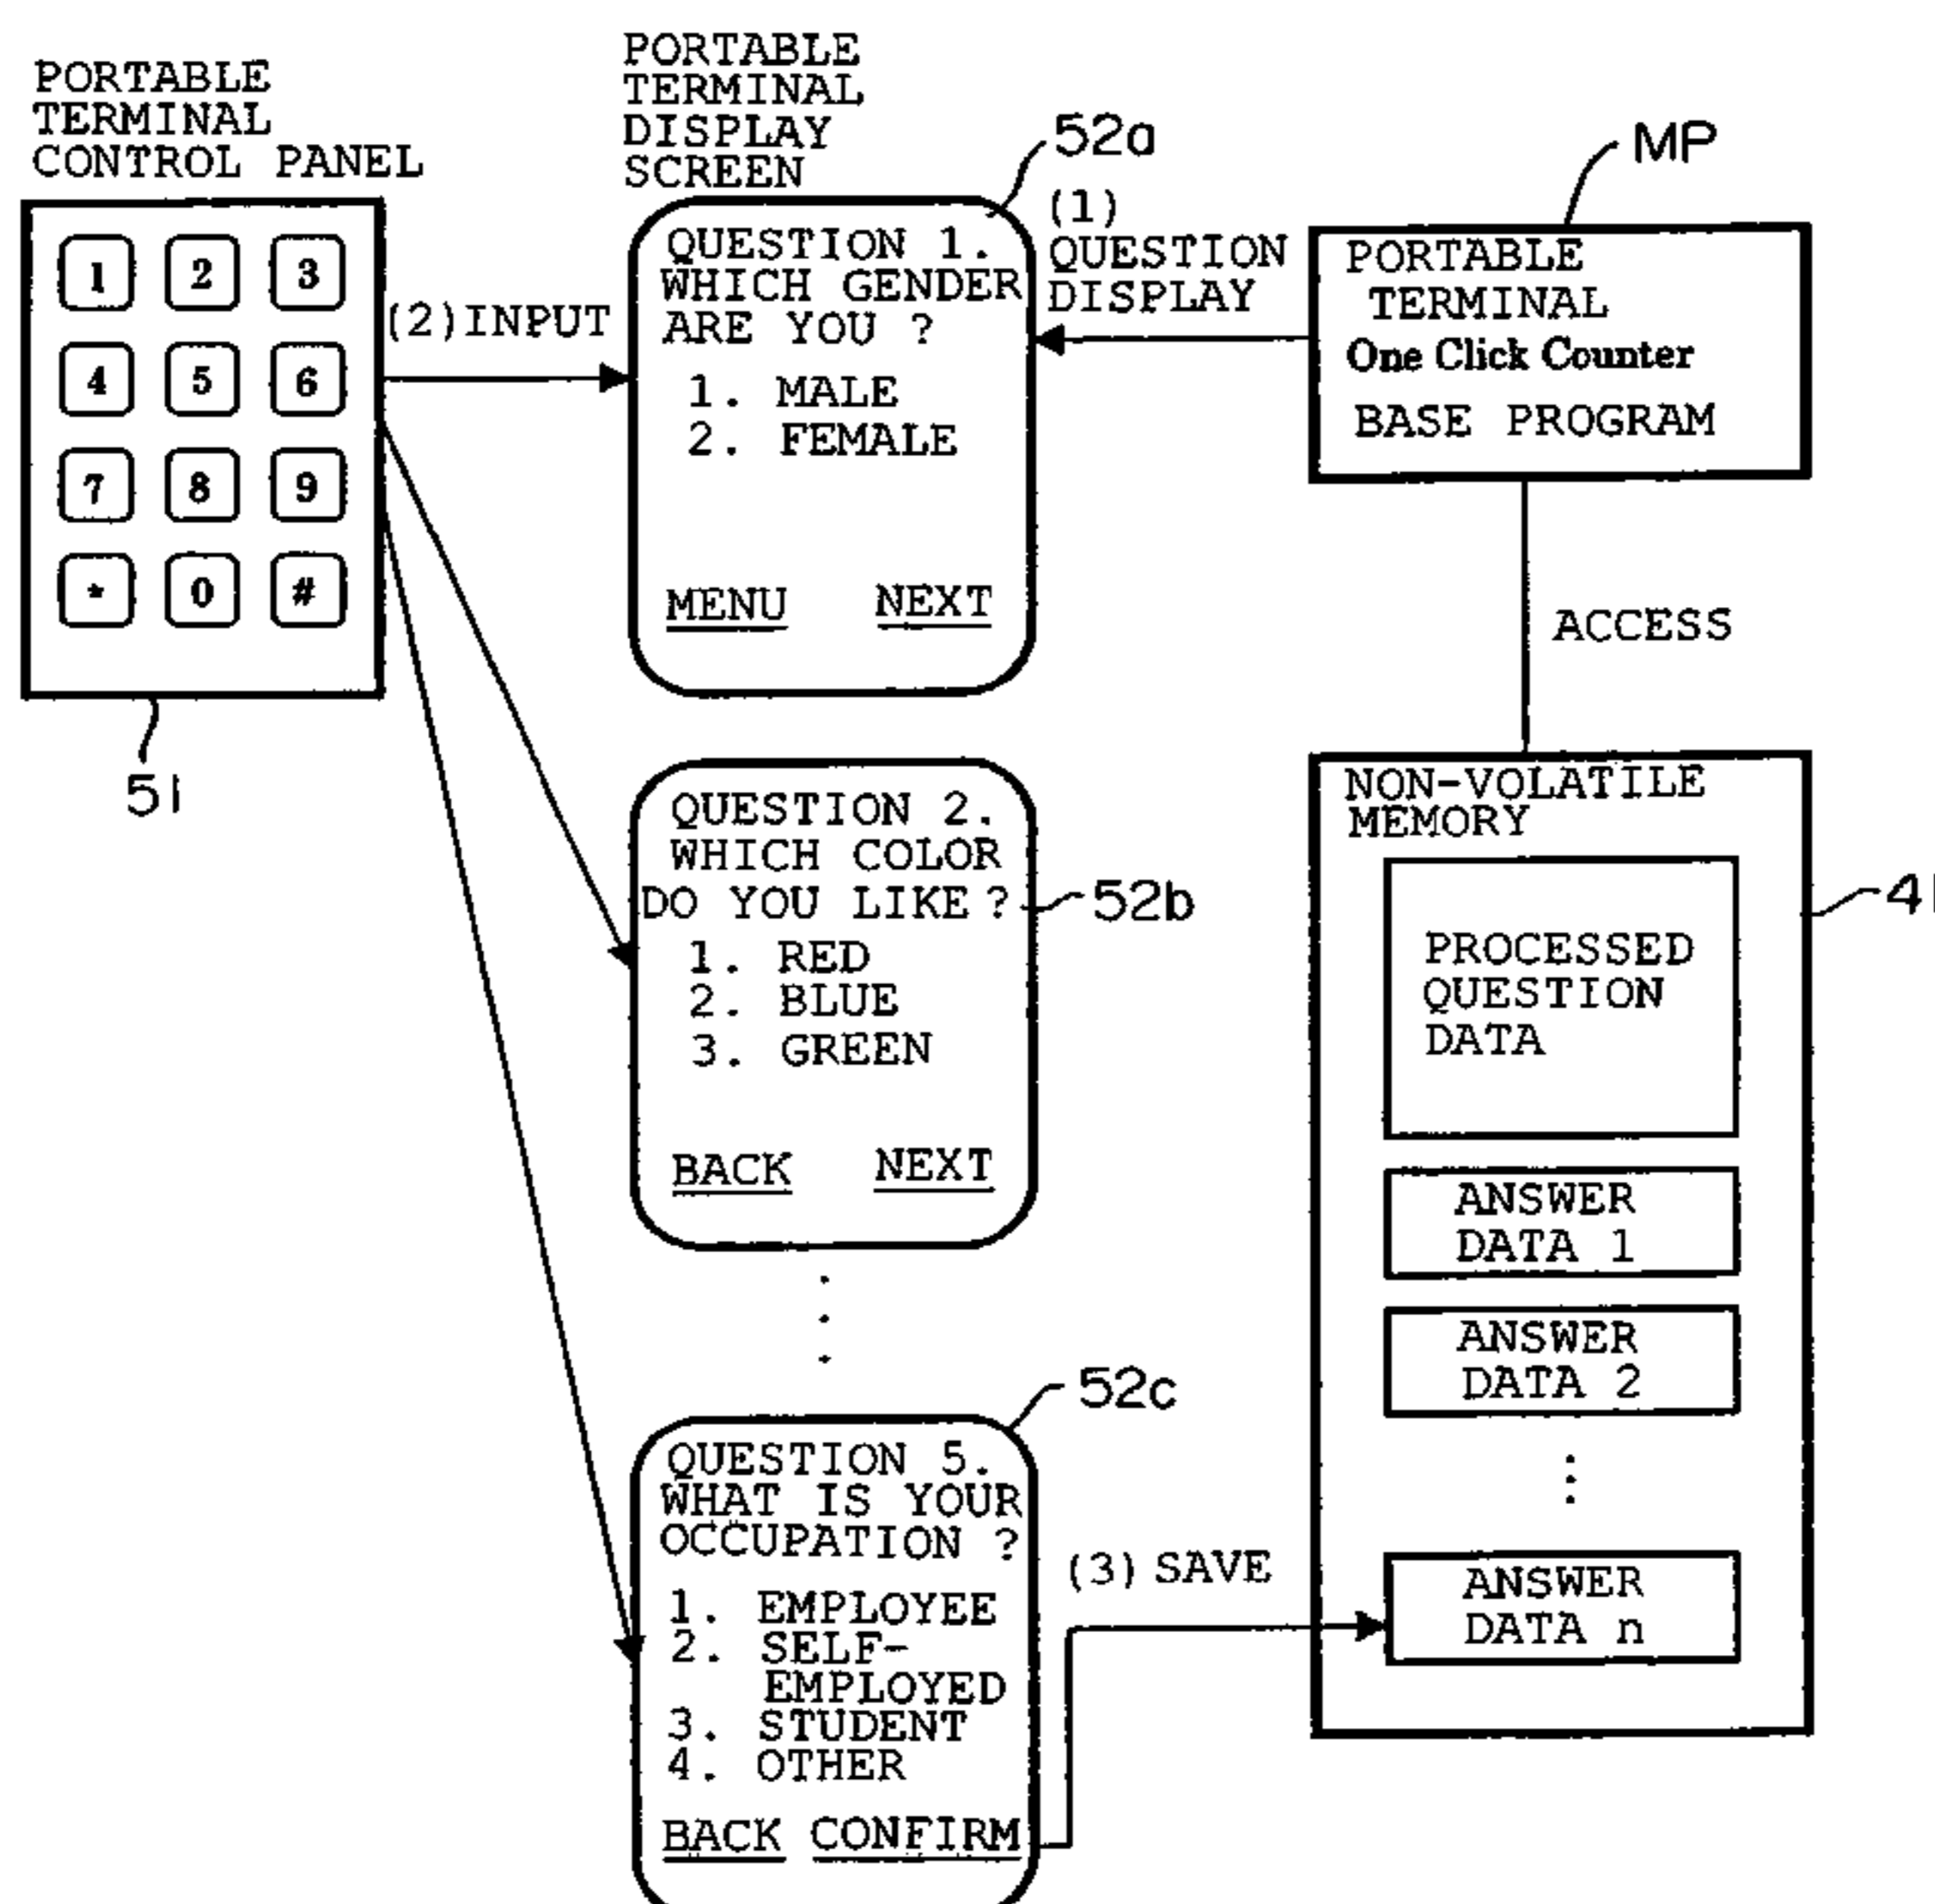 PORTABLE
TERMINAL
CONTROL PANEL
1 2 3
4 5 6
7 8 9
* 0 #
51
(2) INPUT
PORTABLE
TERMINAL
DISPLAY
SCREEN
52a
QUESTION 1.
WHICH GENDER
ARE YOU ?
1. MALE
2. FEMALE
MENU NEXT
(1)
QUESTION
DISPLAY
MP
PORTABLE
TERMINAL
One Click Counter
BASE PROGRAM
ACCESS
52b
QUESTION 2.
WHICH COLOR
DO YOU LIKE ?
1. RED
2. BLUE
3. GREEN
BACK NEXT
52c
QUESTION 5.
WHAT IS YOUR
OCCUPATION ?
1. EMPLOYEE
2. SELF-
EMPLOYED
3. STUDENT
4. OTHER
BACK CONFIRM
(3) SAVE
NON-VOLATILE
MEMORY
PROCESSED
QUESTION
DATA
ANSWER
DATA 1
ANSWER
DATA 2
ANSWER
DATA n